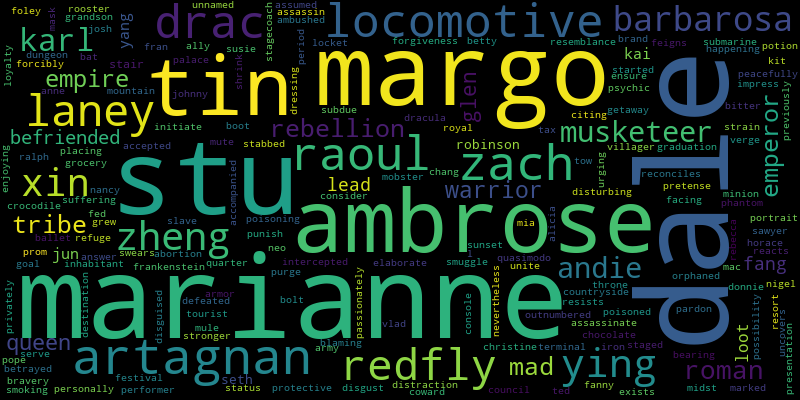 foley rooster unnamed drac stagecoach assumed assassin ambushed locomotive barbarosa
grandson josh karl mask yang fran ally susie period locket forgiveness betty resemblance brand feigns submarine happening potion
loyalty dungeon bat stair palace shrink dressing tin margo kai started kit
forcibly empire anne mountain johnny glen ensure psychic dale impress peacefully
laney initiate boot dracula subdue royal citing getaway emperor bitter previously
befriended accepted mute stabbed rebellion tax robinson musketeer strain
ralph placing grocery stu raoul chang zach tow urging villager graduation verge
enjoying xin nancy suffering accompanied lead mobster warrior disturbing reconciles pretense minion
crocodile fed slave poisoning consider ambrose mia alicia facing phantom
tribe grew refuge zheng punish portrait
prom ballet answer swears abortion neo sunset quasimodo rebecca sawyer horace
goal jun inhabitant frankenstein quarter intercepted elaborate smuggle unite andie mac reacts fang
privately destination marianne purge passionately console nevertheless throne countryside orphaned donnie nigel
disguised armor defeated bolt resists poisoned possibility resort
tourist outnumbered assassinate pardon
queen mule stronger vlad army blaming christine terminal giron chocolate staged loot uncovers
pope serve artagnan redfly mad ying bearing roman presentation
betrayed bravery festival seth protective disgust distraction council fanny midst marked
smoking personally performer status coward ted exists